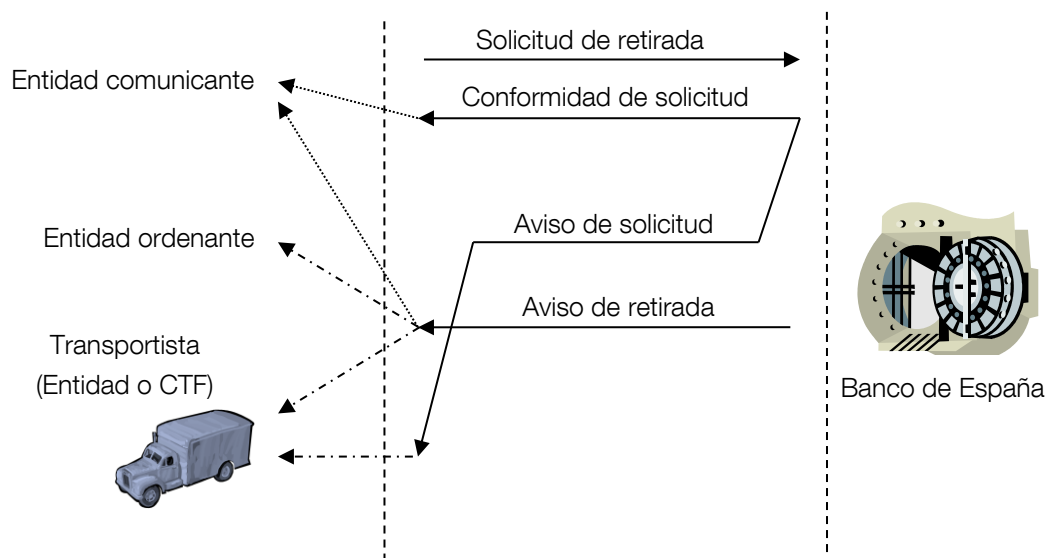 Solicitud de retirada
Entidad comunicante
Conformidad de solicitud
Entidad ordenante
Aviso de solicitud
Aviso de retirada
Transportista
(Entidad o CTF)
Banco de España